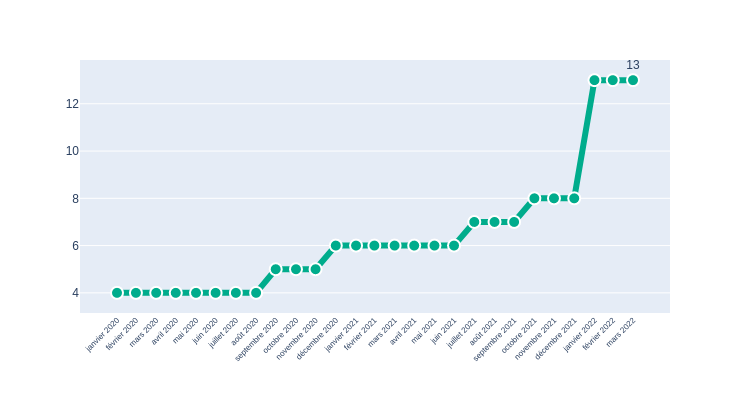 13
12
10
8
6
4
janvier 2020
février 2020
mars 2020
avril 2020
mai 2020
juin 2020
juillet 2020
août 2020
septembre 2020
octobre 2020
novembre 2020
décembre 2020
janvier 2021
février 2021
mars 2021
avril 2021
mai 2021
juin 2021
juillet 2021
août 2021
septembre 2021
octobre 2021
novembre 2021
décembre 2021
janvier 2022
février 2022
mars 2022